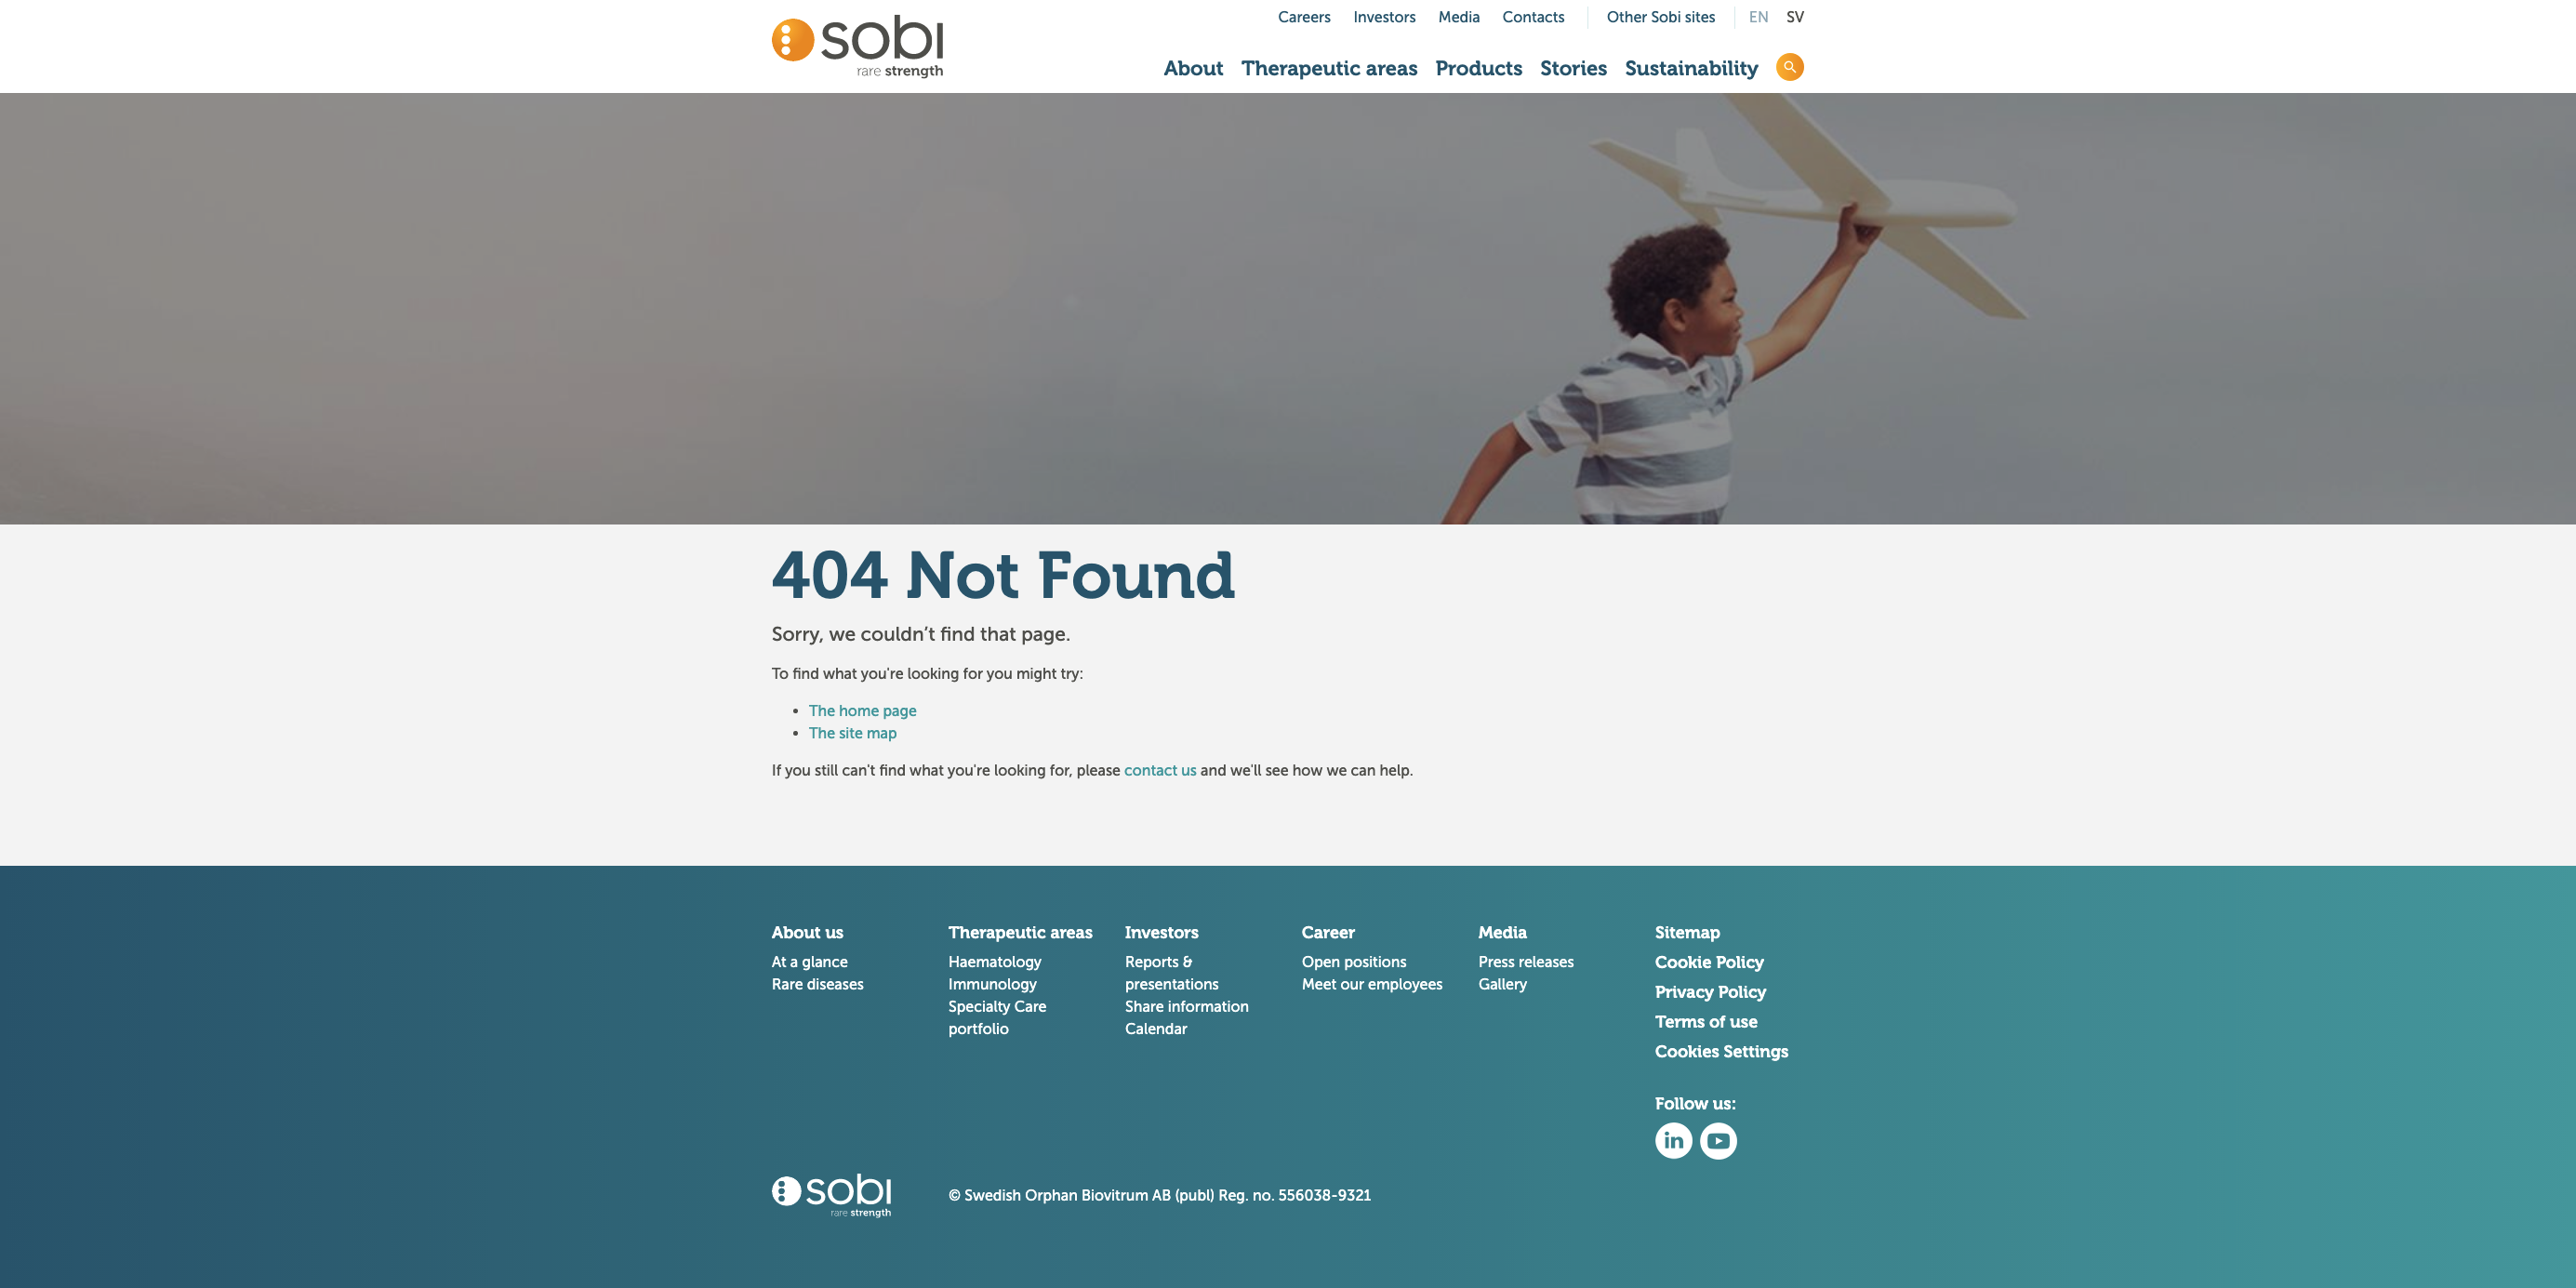 sobi
rare strength
Careers Investors Media Contacts Other Sobi sites EN SV
About Therapeutic areas Products Stories Sustainability
404 Not Found
Sorry, we couldn’t find that page.
To find what you're looking for you might try:
• The home page
• The site map
If you still can't find what you're looking for, please contact us and we'll see how we can help.
About us
At a glance
Rare diseases
Therapeutic areas
Haematology
Immunology
Specialty Care
portfolio
Investors
Reports &
presentations
Share information
Calendar
Career
Open positions
Meet our employees
Media
Press releases
Gallery
Sitemap
Cookie Policy
Privacy Policy
Terms of use
Cookies Settings
Follow us:
in
sobi
rare strength
© Swedish Orphan Biovitrum AB (publ) Reg. no. 556038-9321